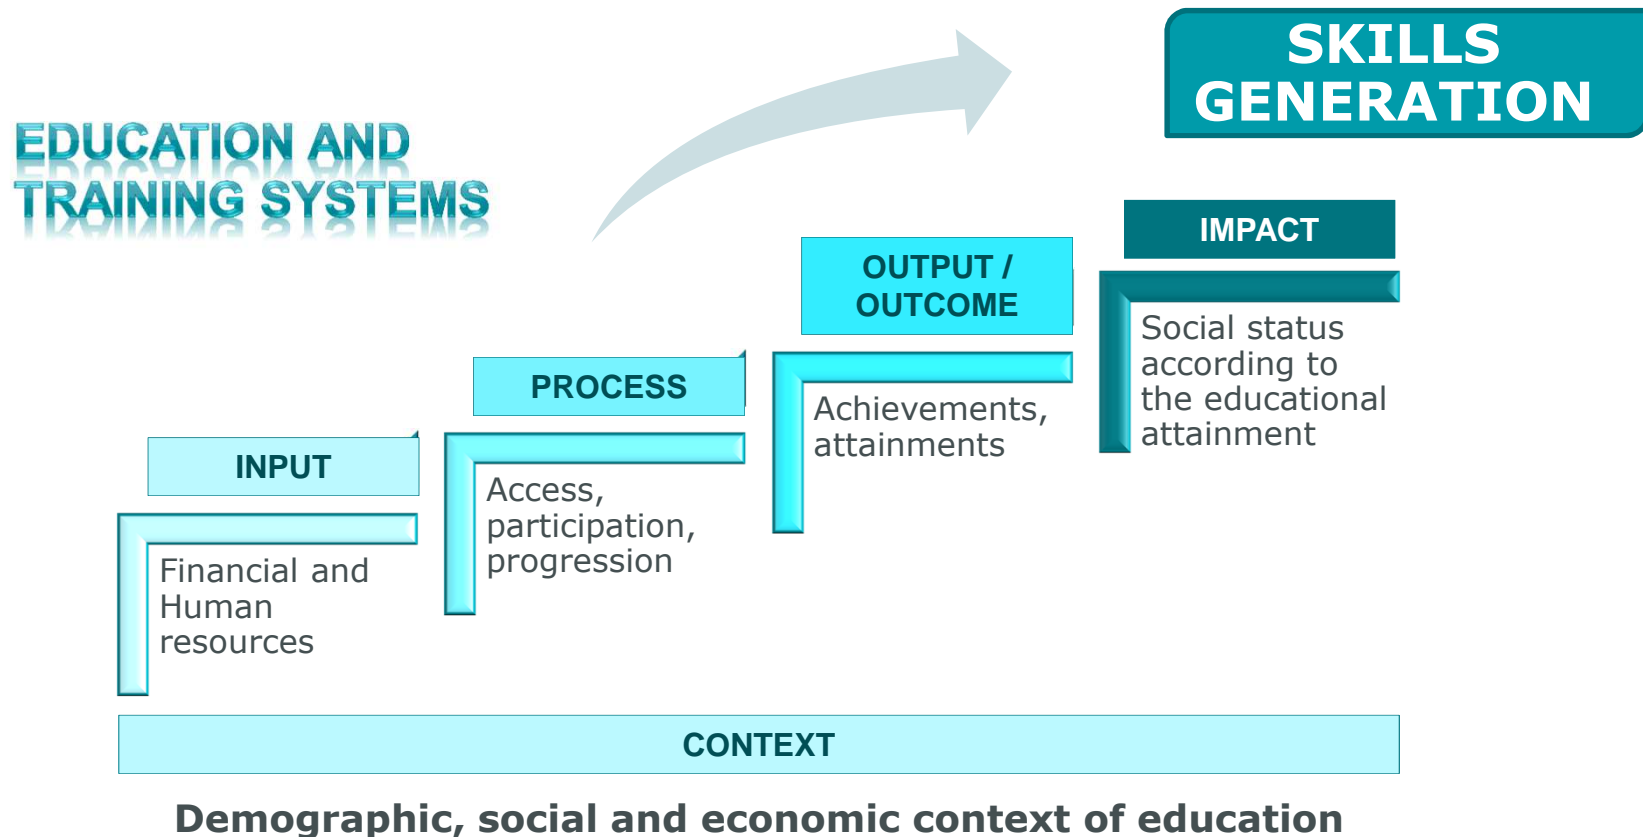 SKILLS
GENERATION
EDUCATION AND
TRAINING SYSTEMS
IMPACT
Social status
according to
the educational
attainment
OUTPUT /
OUTCOME
Achievements,
attainments
PROCESS
Access,
participation,
progression
INPUT
Financial and
Human
resources
CONTEXT
Demographic, social and economic context of education